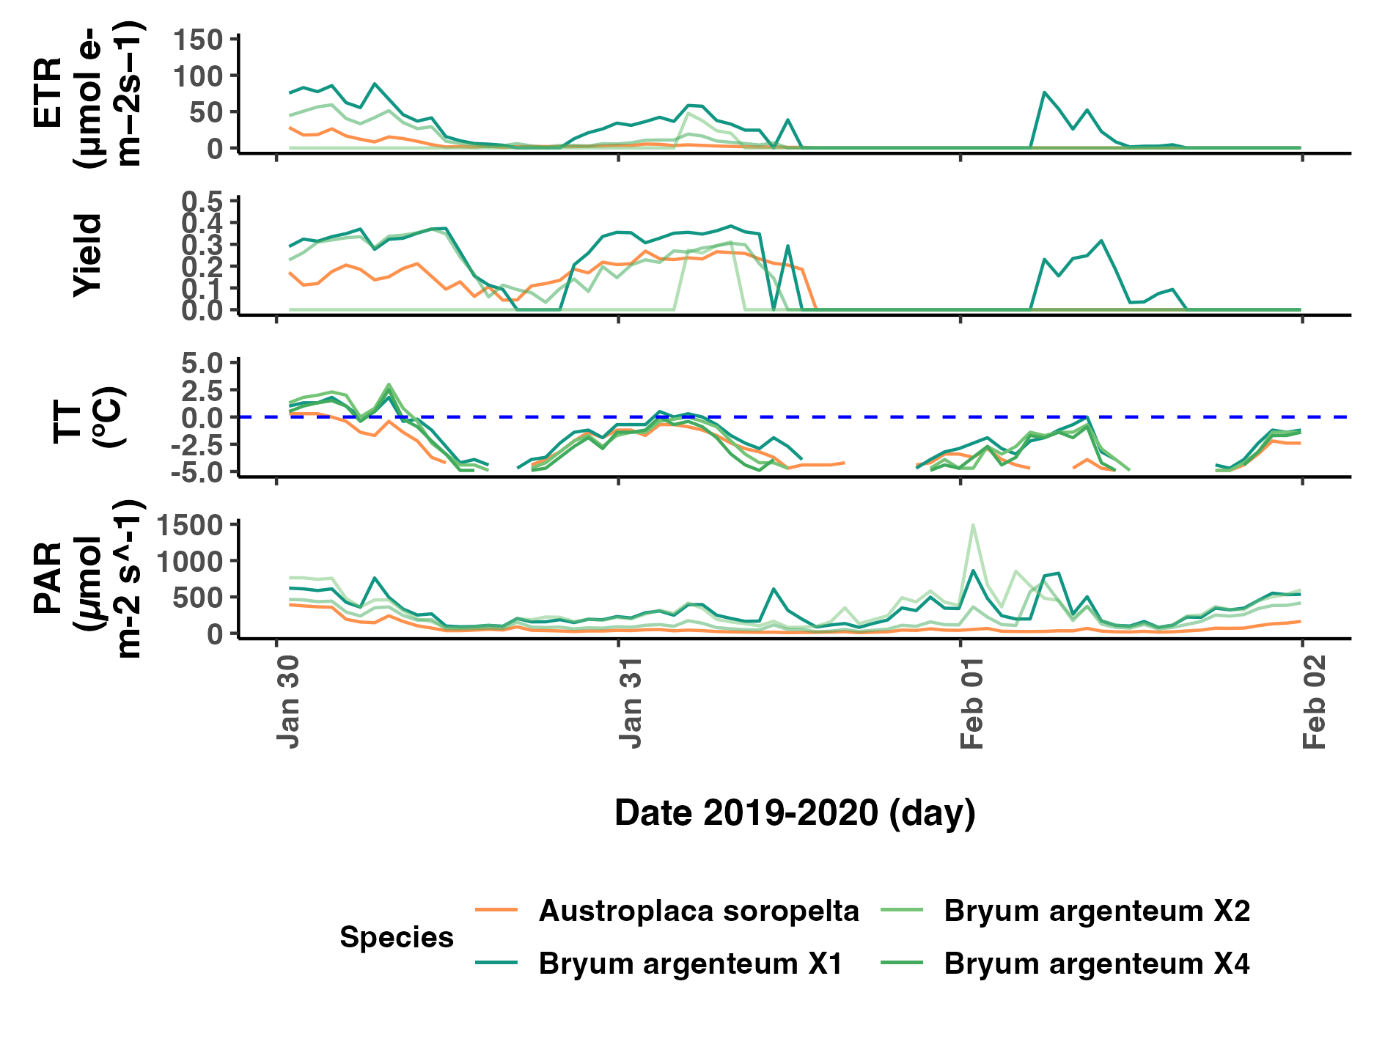 ETR
(μmol e-
m−2s−1)
150
100
50
0
Yield
0.5
0.4
0.3
0.2
0.1
0.0
TT
(ºC)
5.0
2.5
0.0
-2.5
-5.0
PAR
(μmol
m-2 s^-1)
1500
1000
500
0
Jan 30
Jan 31
Feb 01
Feb 02
Date 2019-2020 (day)
Species
Austroplaca soropelta
Bryum argenteum X2
Bryum argenteum X1
Bryum argenteum X4